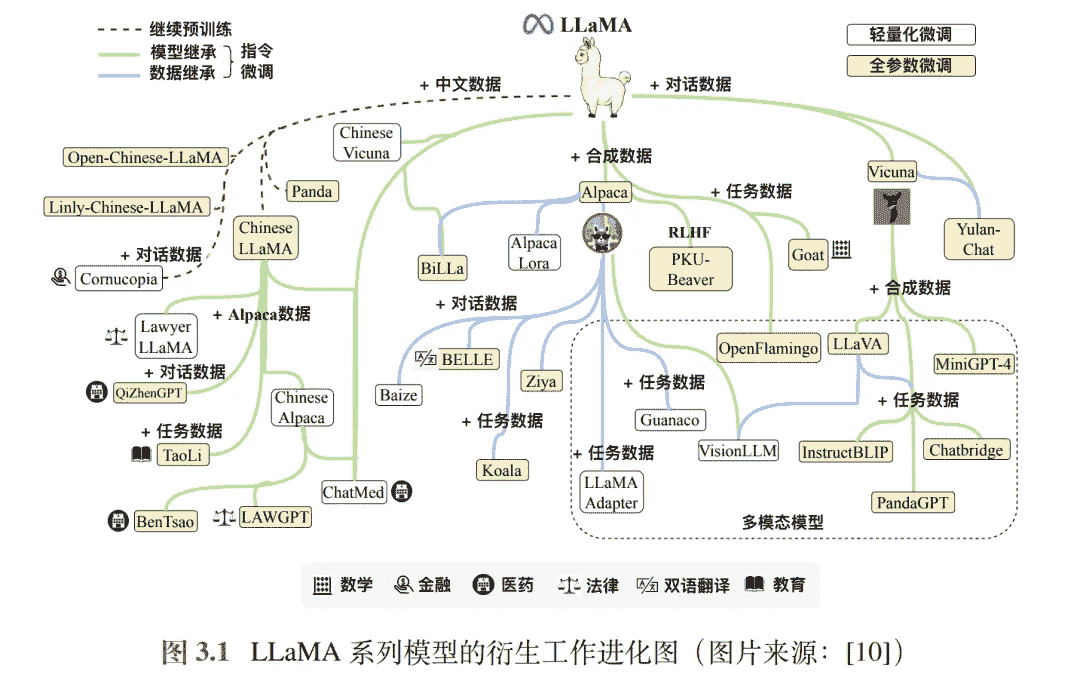 LLaMA
继续预训练
模型继承
数据继承
指令
微调
轻量化微调
全参数微调
+ 中文数据
+ 对话数据
Chinese
Vicuna
+ 合成数据
Open-Chinese-LLaMA
Panda
Alpaca
+ 任务数据
Vicuna
Linly-Chinese-LLaMA
Chinese
LLaMA
Alpaca
Lora
RLHF
PKU-
Beaver
Goat
Yulan-
Chat
+ 对话数据
BiLLa
Cornucopia
+ 合成数据
+ Alpaca数据
+ 对话数据
Lawyer
LLaMA
OpenFlamingo
LLaVA
MiniGPT-4
BELLE
+ 对话数据
QiZhenGPT
Ziya
+ 任务数据
Baize
Chinese
Alpaca
+ 任务数据
Guanaco
+ 任务数据
+ 任务数据
TaoLi
Koala
+ 任务数据
VisionLLM
InstructBLIP
Chatbridge
ChatMed
LLaMA
Adapter
PandaGPT
BenTsao
LAWGPT
多模态模型
数学
金融
医药
法律
双语翻译
教育
图 3.1 LLaMA 系列模型的衍生工作进化图（图片来源：[10]）